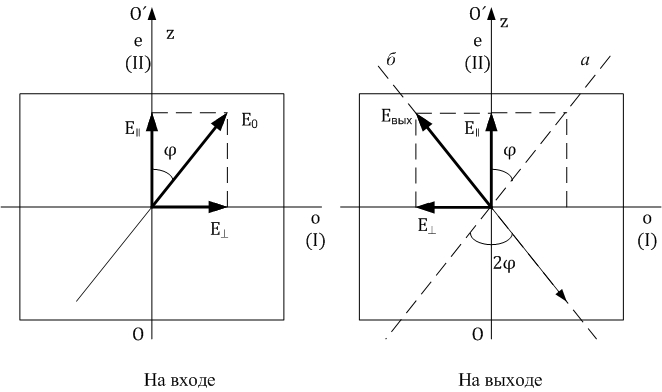 O´
z
e
(II)
E∥
E₀
φ
E⊥
o
(I)
O
На входе
O´
z
e
(II)
б
а
Eвых
E∥
φ
E⊥
o
(I)
2φ
O
На выходе